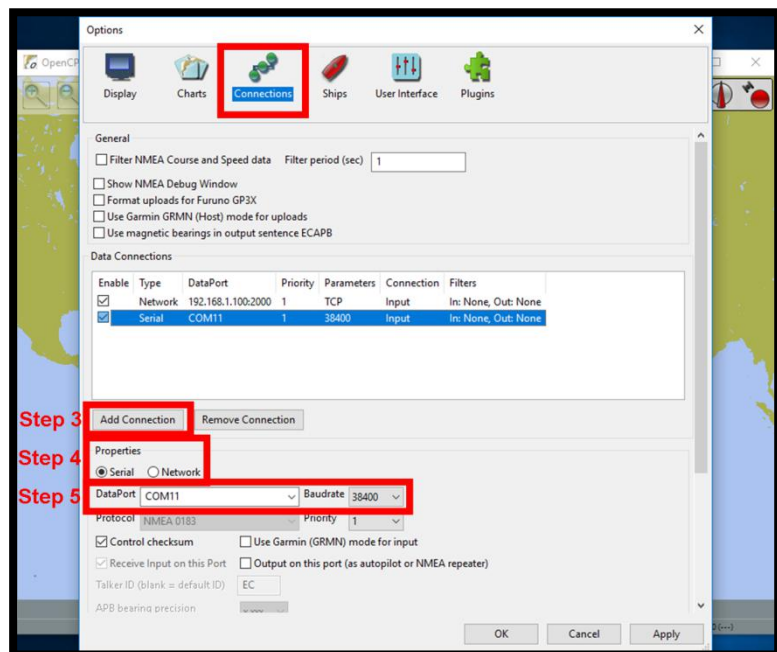 Options
OpenCP
Display Charts Connections Ships User Interface Plugins
General
Filter NMEA Course and Speed data Filter period (sec) 1
Show NMEA Debug Window
Format uploads for Furuno GP3X
Use Garmin GRMN (Host) mode for uploads
Use magnetic bearings in output sentence ECAPB
Data Connections
Enable Type DataPort Priority Parameters Connection Filters
Network 192.168.1.100:2000 1 TCP Input In: None, Out: None
Serial COM11 1 38400 Input In: None, Out: None
Step 3 Add Connection Remove Connection
Properties
Step 4 Serial Network
Step 5 DataPort COM11 Baudrate 38400
Protocol NMEA 0183 Priority 1
Control checksum Use Garmin (GRMN) mode for input
Receive Input on this Port Output on this port (as autopilot or NMEA repeater)
Talker ID (blank = default ID) EC
APB bearing precision
OK Cancel Apply